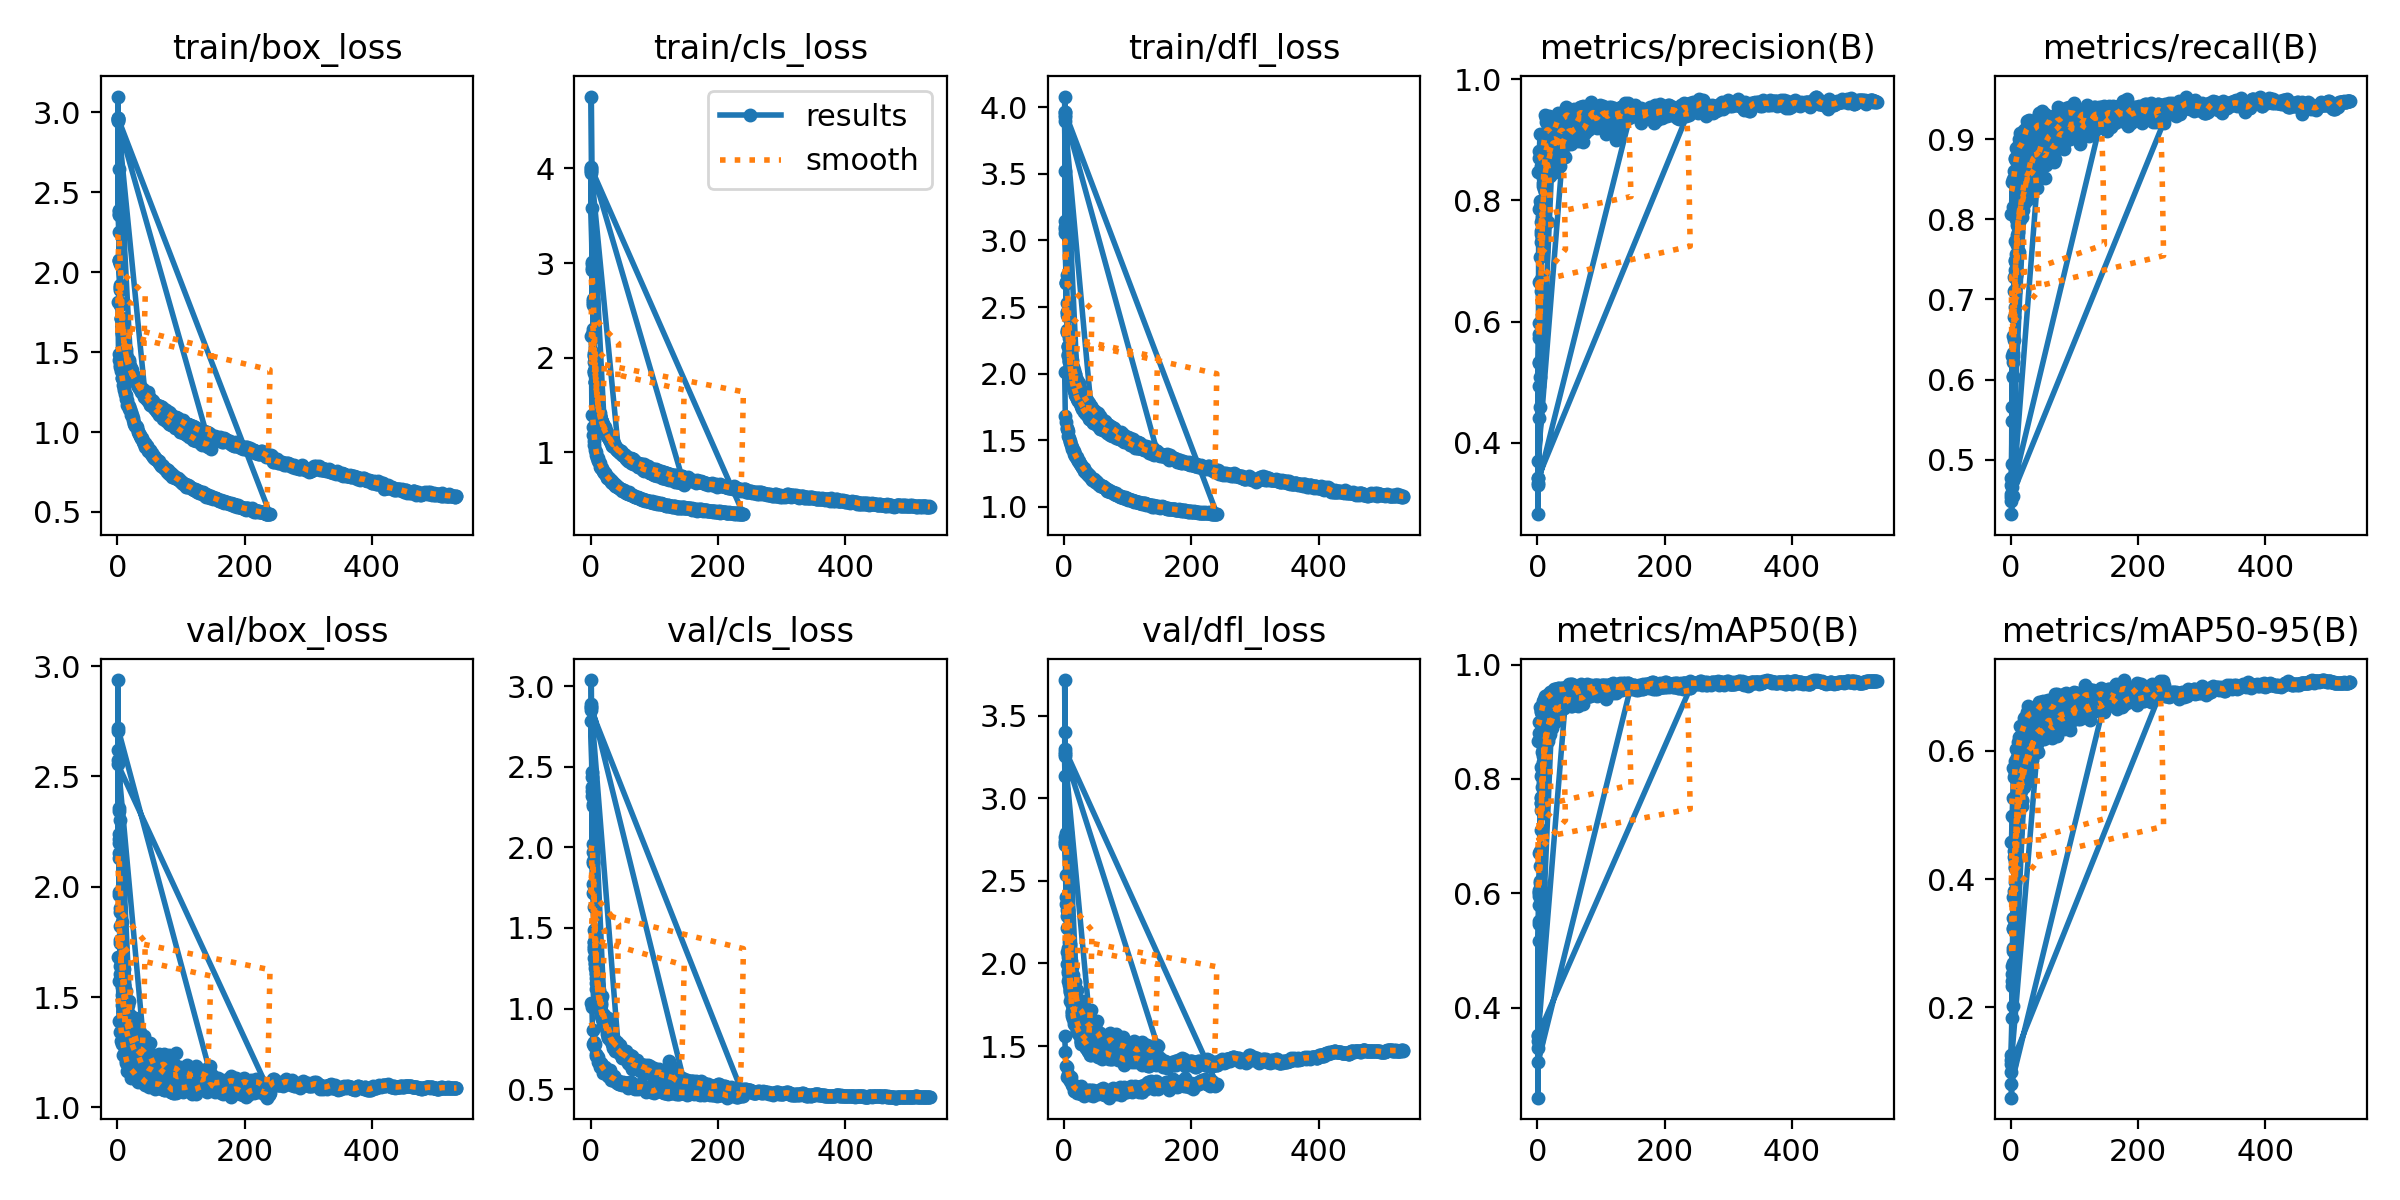 train/box_loss
3.0
2.5
2.0
1.5
1.0
0.5
0 200 400
train/cls_loss
results
smooth
4
3
2
1
0 200 400
train/dfl_loss
4.0
3.5
3.0
2.5
2.0
1.5
1.0
0 200 400
metrics/precision(B)
1.0
0.8
0.6
0.4
0 200 400
metrics/recall(B)
0.9
0.8
0.7
0.6
0.5
0 200 400
val/box_loss
3.0
2.5
2.0
1.5
1.0
0 200 400
val/cls_loss
3.0
2.5
2.0
1.5
1.0
0.5
0 200 400
val/dfl_loss
3.5
3.0
2.5
2.0
1.5
0 200 400
metrics/mAP50(B)
1.0
0.8
0.6
0.4
0 200 400
metrics/mAP50-95(B)
0.6
0.4
0.2
0 200 400